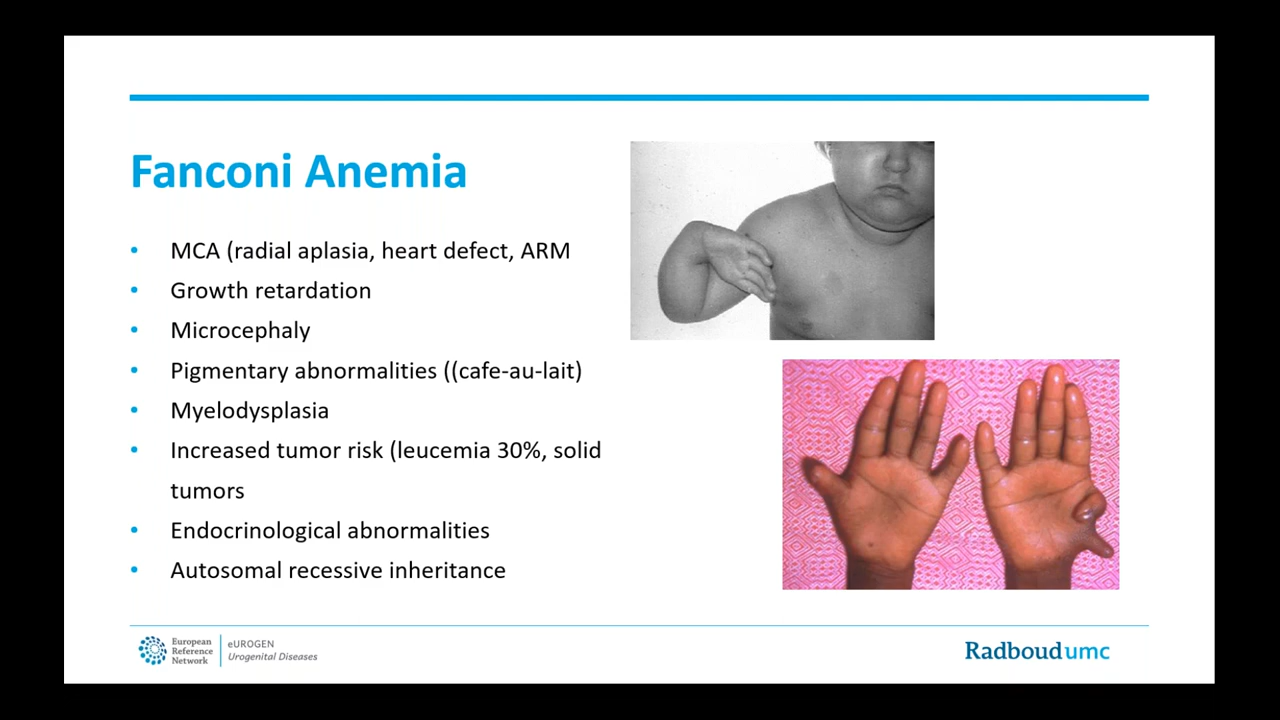 Fanconi Anemia
• MCA (radial aplasia, heart defect, ARM
• Growth retardation
• Microcephaly
• Pigmentary abnormalities ((cafe-au-lait)
• Myelodysplasia
• Increased tumor risk (leucemia 30%, solid
tumors
• Endocrinological abnormalities
• Autosomal recessive inheritance
European
Reference
Network
eUROGEN
Urogenital Diseases
Radboudumc